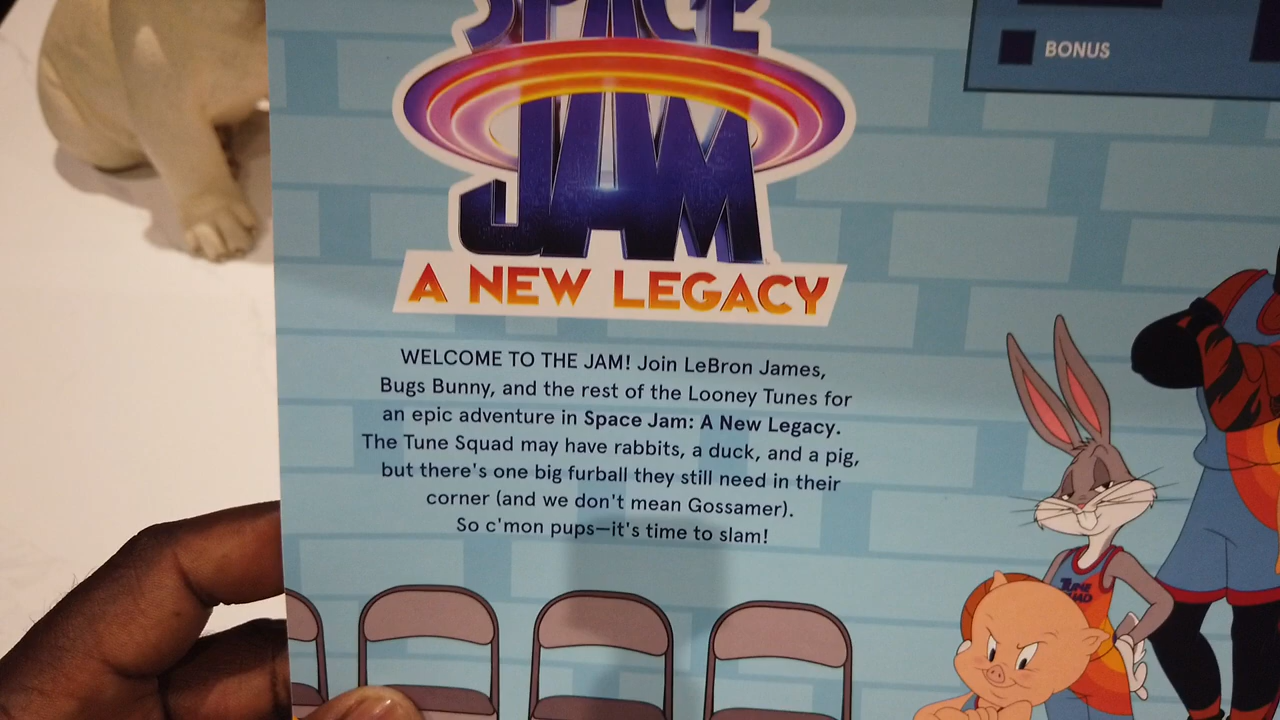 SPACE
JAM
A NEW LEGACY
BONUS
WELCOME TO THE JAM! Join LeBron James,
Bugs Bunny, and the rest of the Looney Tunes for
an epic adventure in Space Jam: A New Legacy.
The Tune Squad may have rabbits, a duck, and a pig,
but there's one big furball they still need in their
corner (and we don't mean Gossamer).
So c'mon pups—it's time to slam!
TUNE
SQUAD